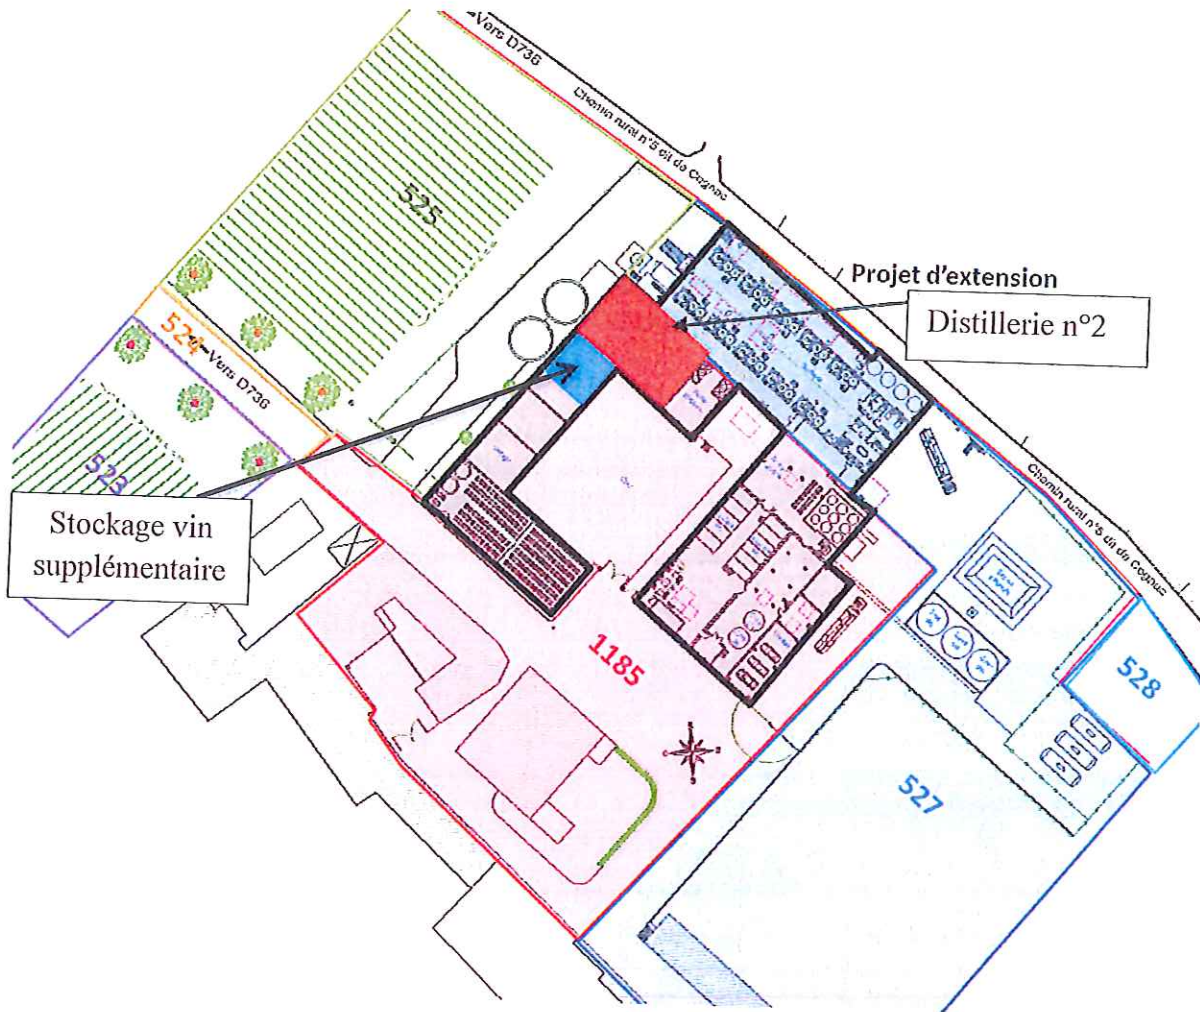 Vers D736
Chemin rural n°5 dit de Cognac
525
Projet d'extension
Distillerie n°2
524
Vers D736
523
Stockage vin
supplémentaire
Chemin rural n°5 dit de Cognac
1185
528
527